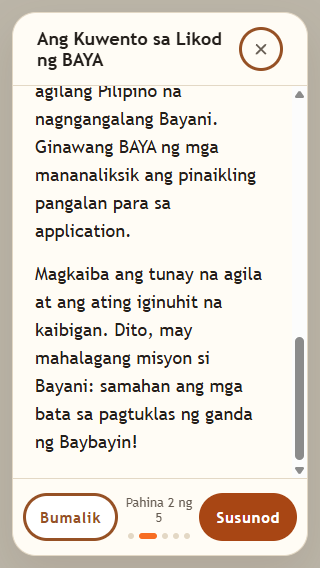 Ang Kuwento sa Likod
ng BAYA
agilang Pilipino na
nagngangalang Bayani.
Ginawang BAYA ng mga
mananaliksik ang pinaikling
pangalan para sa
application.
Magkaiba ang tunay na agila
at ang ating iginuhit na
kaibigan. Dito, may
mahalagang misyon si
Bayani: samahan ang mga
bata sa pagtuklas ng ganda
ng Baybayin!
Bumalik
Pahina 2 ng
5
Susunod